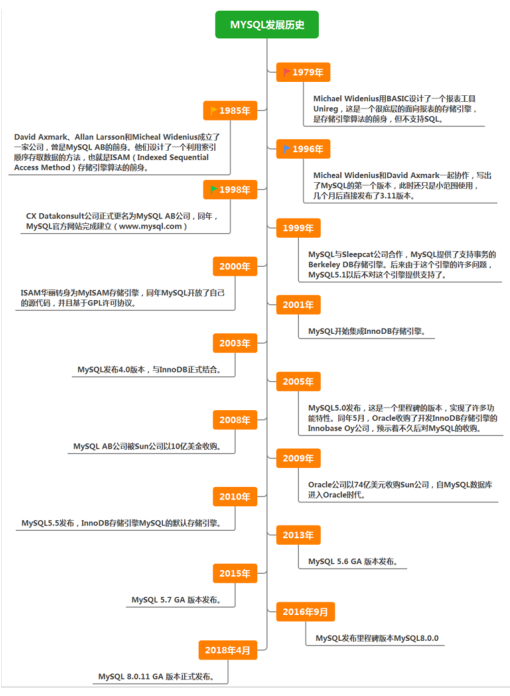 MYSQL发展历史
1979年
Michael Widenius用BASIC设计了一个报表工目
Unireg，这是一个很底层的面向报表的存储引擎，
是存储引擎算法的前身，但不支持SQL。
1985年
David Axmark、Allan Larsson和Micheal Widenius成立了
一家公司，曾是MySQL AB的前身。他们设计了一个利用索引
顺序存取数据的方法，也就是ISAM（Indexed Sequential
Access Method）存储引擎算法的前身。
1996年
Micheal Widenius和David Axmark一起协作，写出
了MySQL的第一个版本，此时还只是小范围使用，
几个月后直接发布了3.11版本。
1998年
CX Datakonsult公司正更名为MySQL AB公司，同年，
MySQL官方网站完成建立（www.mysql.com）
1999年
MySQL与Sleepcat公司合作，MySQL提供了支持事务的
Berkeley DB存储引擎。后来由于这个引擎的许多问题，
MySQL5.1以后不对这个引擎提供支持了。
2000年
ISAM华丽转身为MyISAM存储引擎，同年MySQL开放了自己
的源代码，并且基于GPL许可协议。
2001年
MySQL开始集成InnoDB存储引擎。
2003年
MySQL发布4.0版本，与InnoDB正式结合。
2005年
MySQL5.0发布，这是一个里程碑的版本，实现了许多功
能特性。同年5月，Oracle收购了开发InnoDB存储引擎的
Innobase Oy公司，预示着不久后对MySQL的收购。
2008年
MySQL AB公司被Sun公司以10亿美金收购。
2009年
Oracle公司以74亿美元收购Sun公司，自MySQL数据库
进入Oracle时代。
2010年
MySQL5.5发布，InnoDB存储引擎MySQL的默认存储引擎。
2013年
MySQL 5.6 GA 版本发布。
2015年
MySQL 5.7 GA 版本发布。
2016年9月
MySQL发布里程碑版本MySQL8.0.0
2018年4月
MySQL 8.0.11 GA 版本正式发布。